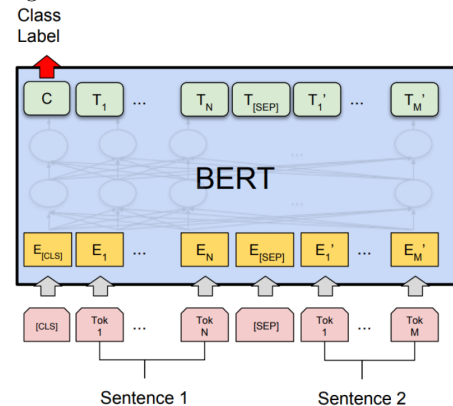 Class
Label
C T1 ... TN T[SEP] T1' ... TM'
...
BERT
...
E[CLS] E1 ... EN E[SEP] E1' ... EM'
[CLS] Tok 1 ... Tok N [SEP] Tok 1 ... Tok M
Sentence 1 Sentence 2